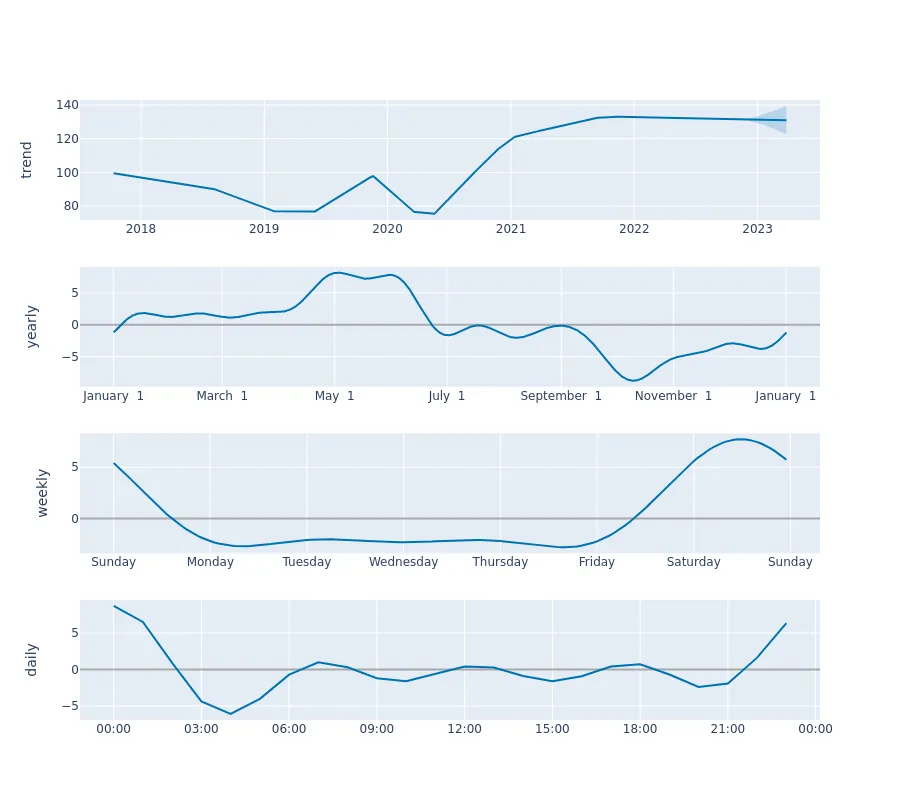 140
120
100
80
trend
2018 2019 2020 2021 2022 2023
5
0
−5
yearly
January 1 March 1 May 1 July 1 September 1 November 1 January 1
5
0
weekly
Sunday Monday Tuesday Wednesday Thursday Friday Saturday Sunday
5
0
−5
daily
00:00 03:00 06:00 09:00 12:00 15:00 18:00 21:00 00:00